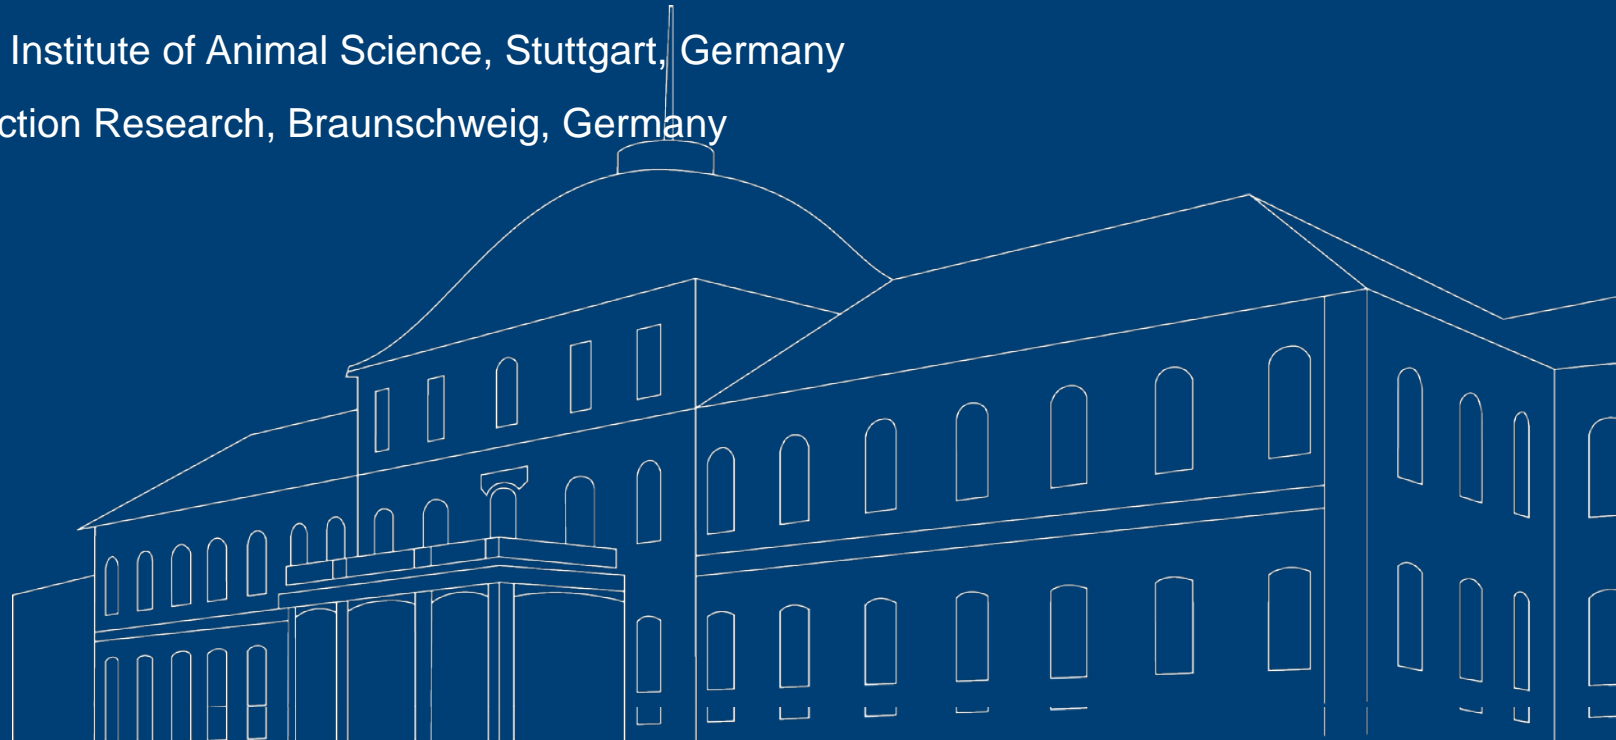 Institute of Animal Science, Stuttgart, Germany
ction Research, Braunschweig, Germany